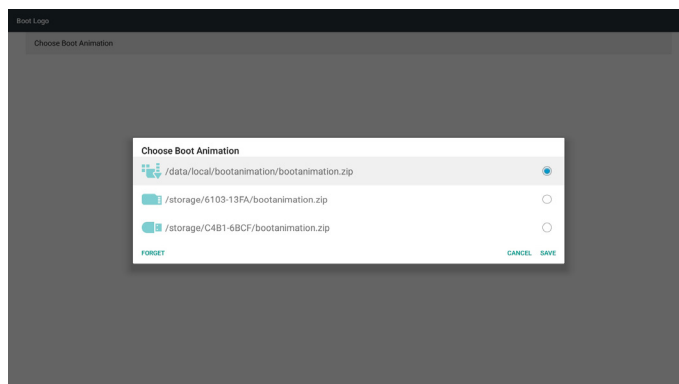 Boot Logo
Choose Boot Animation
Choose Boot Animation
/data/local/bootanimation/bootanimation.zip
/storage/6103-13FA/bootanimation.zip
/storage/C4B1-6BCF/bootanimation.zip
FORGET CANCEL SAVE